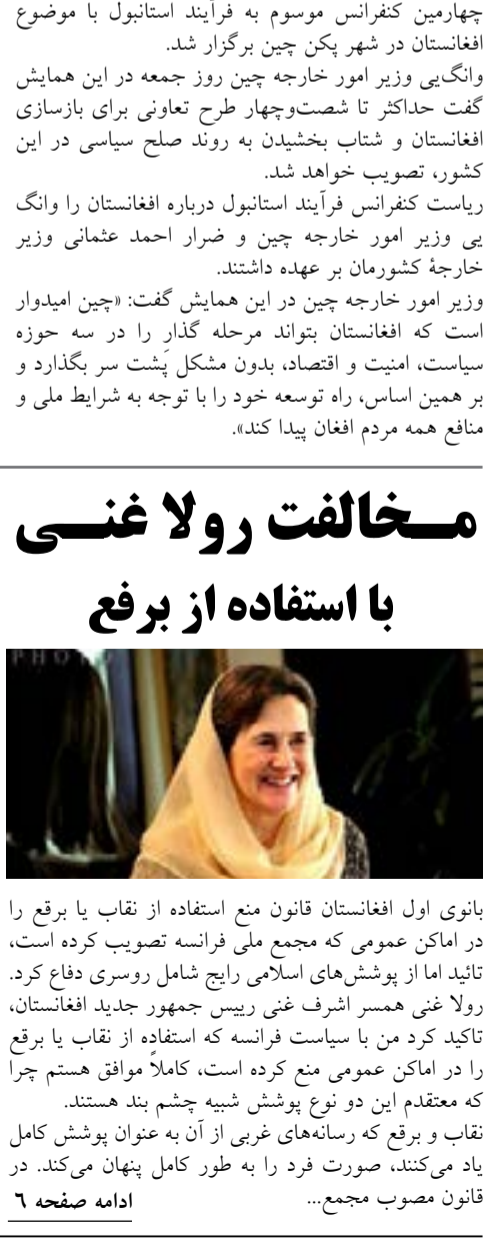 چهارمین کنفرانس موسوم به فرآیند استانبول با موضوع
افغانستان در شهر پکن چین برگزار شد.
وانگ‌یی وزیر امور خارجه چین روز جمعه در این همایش
گفت حداکثر تا شصت‌وچهار طرح تعاونی برای بازسازی
افغانستان و شتاب بخشیدن به روند صلح سیاسی در این
کشور، تصویب خواهد شد.
ریاست کنفرانس فرآیند استانبول درباره افغانستان را وانگ
یی وزیر امور خارجه چین و ضرار احمد عثمانی وزیر
خارجهٔ کشورمان بر عهده داشتند.
وزیر امور خارجه چین در این همایش گفت: «چین امیدوار
است که افغانستان بتواند مرحله گذار را در سه حوزه
سیاست، امنیت و اقتصاد، بدون مشکل پَشت سر بگذارد و
بر همین اساس، راه توسعه خود را با توجه به شرایط ملی و
منافع همه مردم افغان پیدا کند».
مــخالفت رولا غنــی
با استفاده از برفع
PHOTO
بانوی اول افغانستان قانون منع استفاده از نقاب یا برقع را
در اماکن عمومی که مجمع ملی فرانسه تصویب کرده است،
تائید اما از پوشش‌های اسلامی رایج شامل روسری دفاع کرد.
رولا غنی همسر اشرف غنی رییس جمهور جدید افغانستان،
تاکید کرد من با سیاست فرانسه که استفاده از نقاب یا برقع
را در اماکن عمومی منع کرده است، کاملاً موافق هستم چرا
که معتقدم این دو نوع پوشش شبیه چشم بند هستند.
نقاب و برقع که رسانه‌های غربی از آن به عنوان پوشش کامل
یاد می‌کنند، صورت فرد را به طور کامل پنهان می‌کند. در
قانون مصوب مجمع... ادامه صفحه ۶